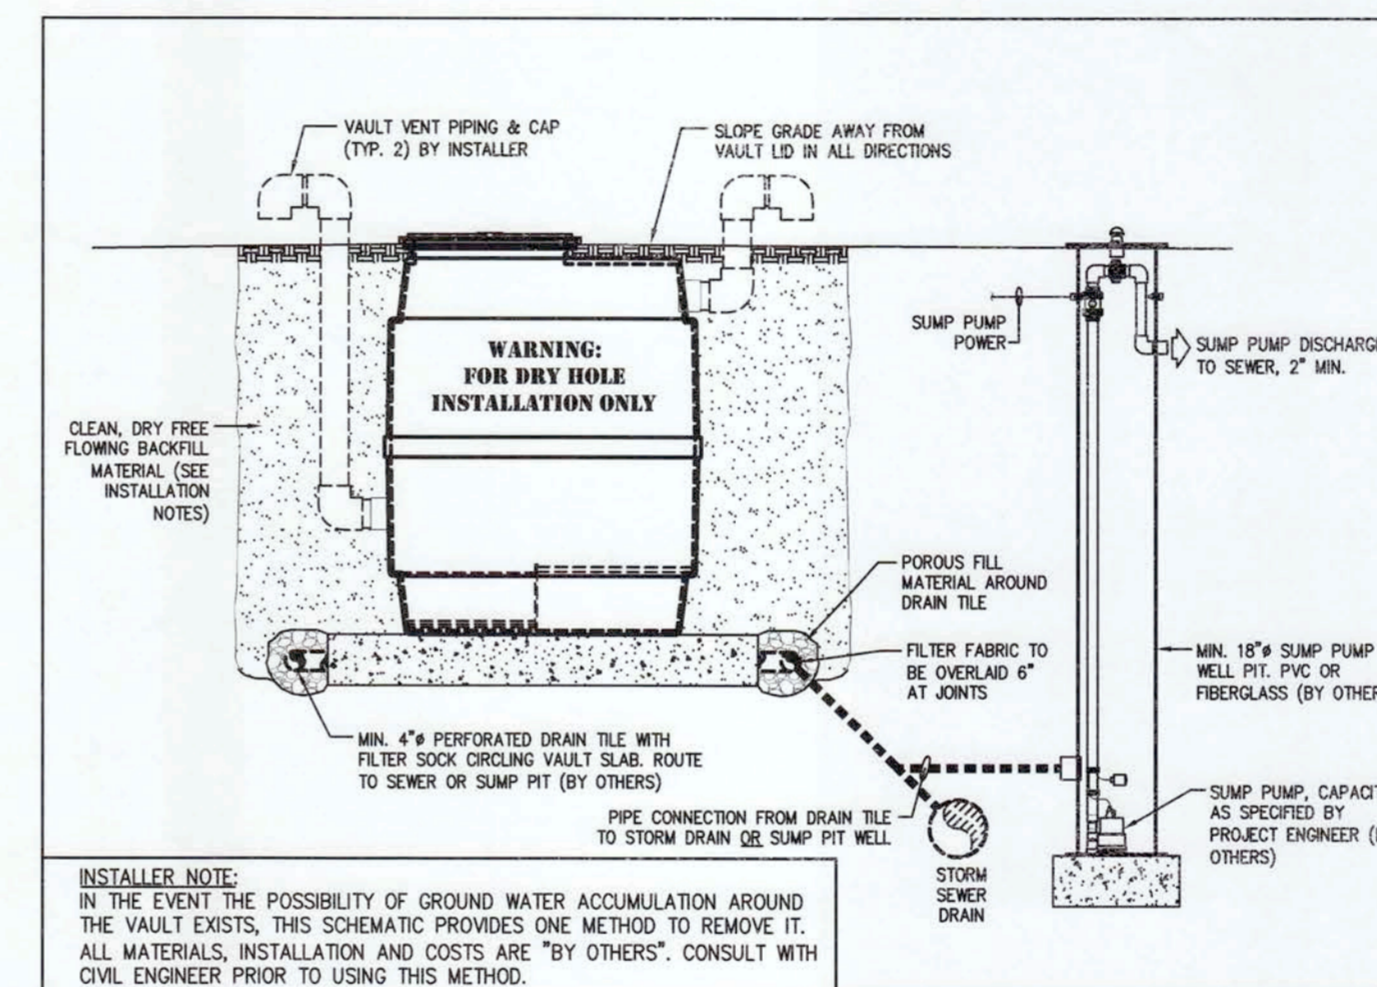 VAULT VENT PIPING & CAP
(TYP. 2) BY INSTALLER
SLOPE GRADE AWAY FROM
VAULT LID IN ALL DIRECTIONS
WARNING:
FOR DRY HOLE
INSTALLATION ONLY
SUMP PUMP
POWER
SUMP PUMP DISCHARG
TO SEWER, 2" MIN.
CLEAN, DRY FREE
FLOWING BACKFILL
MATERIAL (SEE
INSTALLATION
NOTES)
POROUS FILL
MATERIAL AROUND
DRAIN TILE
FILTER FABRIC TO
BE OVERLAID 6"
AT JOINTS
MIN. 18"ø SUMP PUMP
WELL PIT. PVC OR
FIBERGLASS (BY OTHER
MIN. 4"ø PERFORATED DRAIN TILE WITH
FILTER SOCK CIRCLING VAULT SLAB. ROUTE
TO SEWER OR SUMP PIT (BY OTHERS)
PIPE CONNECTION FROM DRAIN TILE
TO STORM DRAIN OR SUMP PIT WELL
SUMP PUMP, CAPACIT
AS SPECIFIED BY
PROJECT ENGINEER (
OTHERS)
STORM
SEWER
DRAIN
INSTALLER NOTE:
IN THE EVENT THE POSSIBILITY OF GROUND WATER ACCUMULATION AROUND
THE VAULT EXISTS, THIS SCHEMATIC PROVIDES ONE METHOD TO REMOVE IT.
ALL MATERIALS, INSTALLATION AND COSTS ARE "BY OTHERS". CONSULT WITH
CIVIL ENGINEER PRIOR TO USING THIS METHOD.